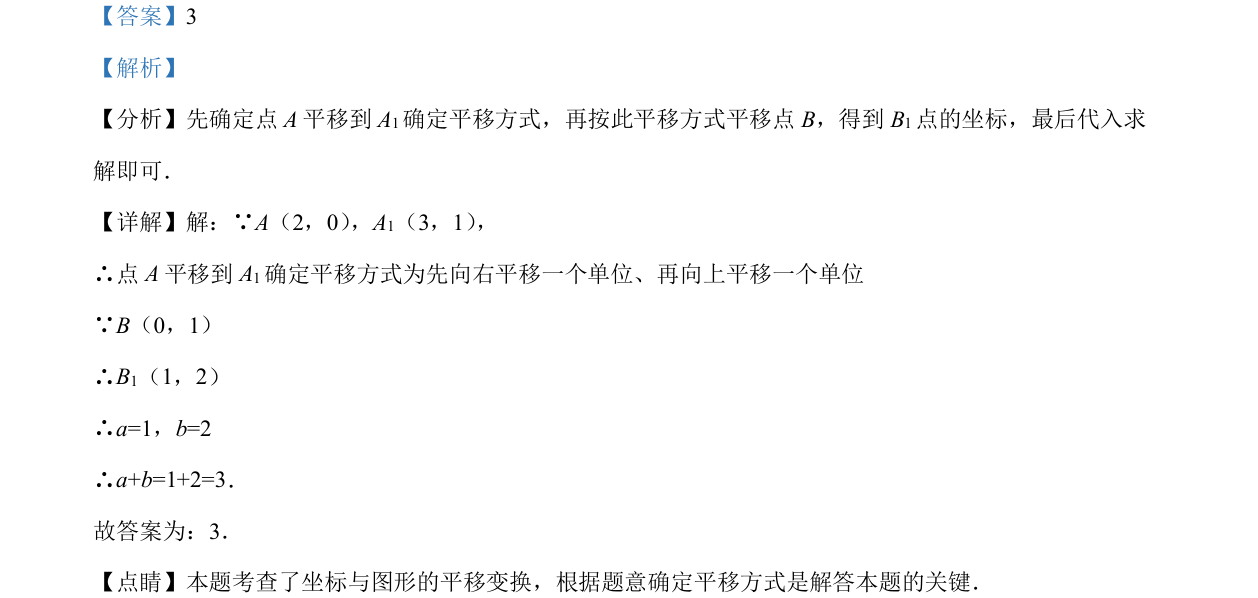 【答案】3
【解析】
【分析】先确定点 A 平移到 A₁确定平移方式，再按此平移方式平移点 B，得到 B₁ 点的坐标，最后代入求
解即可．
【详解】解：∵A（2，0），A₁（3，1），
∴点 A 平移到 A₁确定平移方式为先向右平移一个单位、再向上平移一个单位
∵B（0，1）
∴B₁（1，2）
∴a=1，b=2
∴a+b=1+2=3．
故答案为：3．
【点睛】本题考查了坐标与图形的平移变换，根据题意确定平移方式是解答本题的关键．